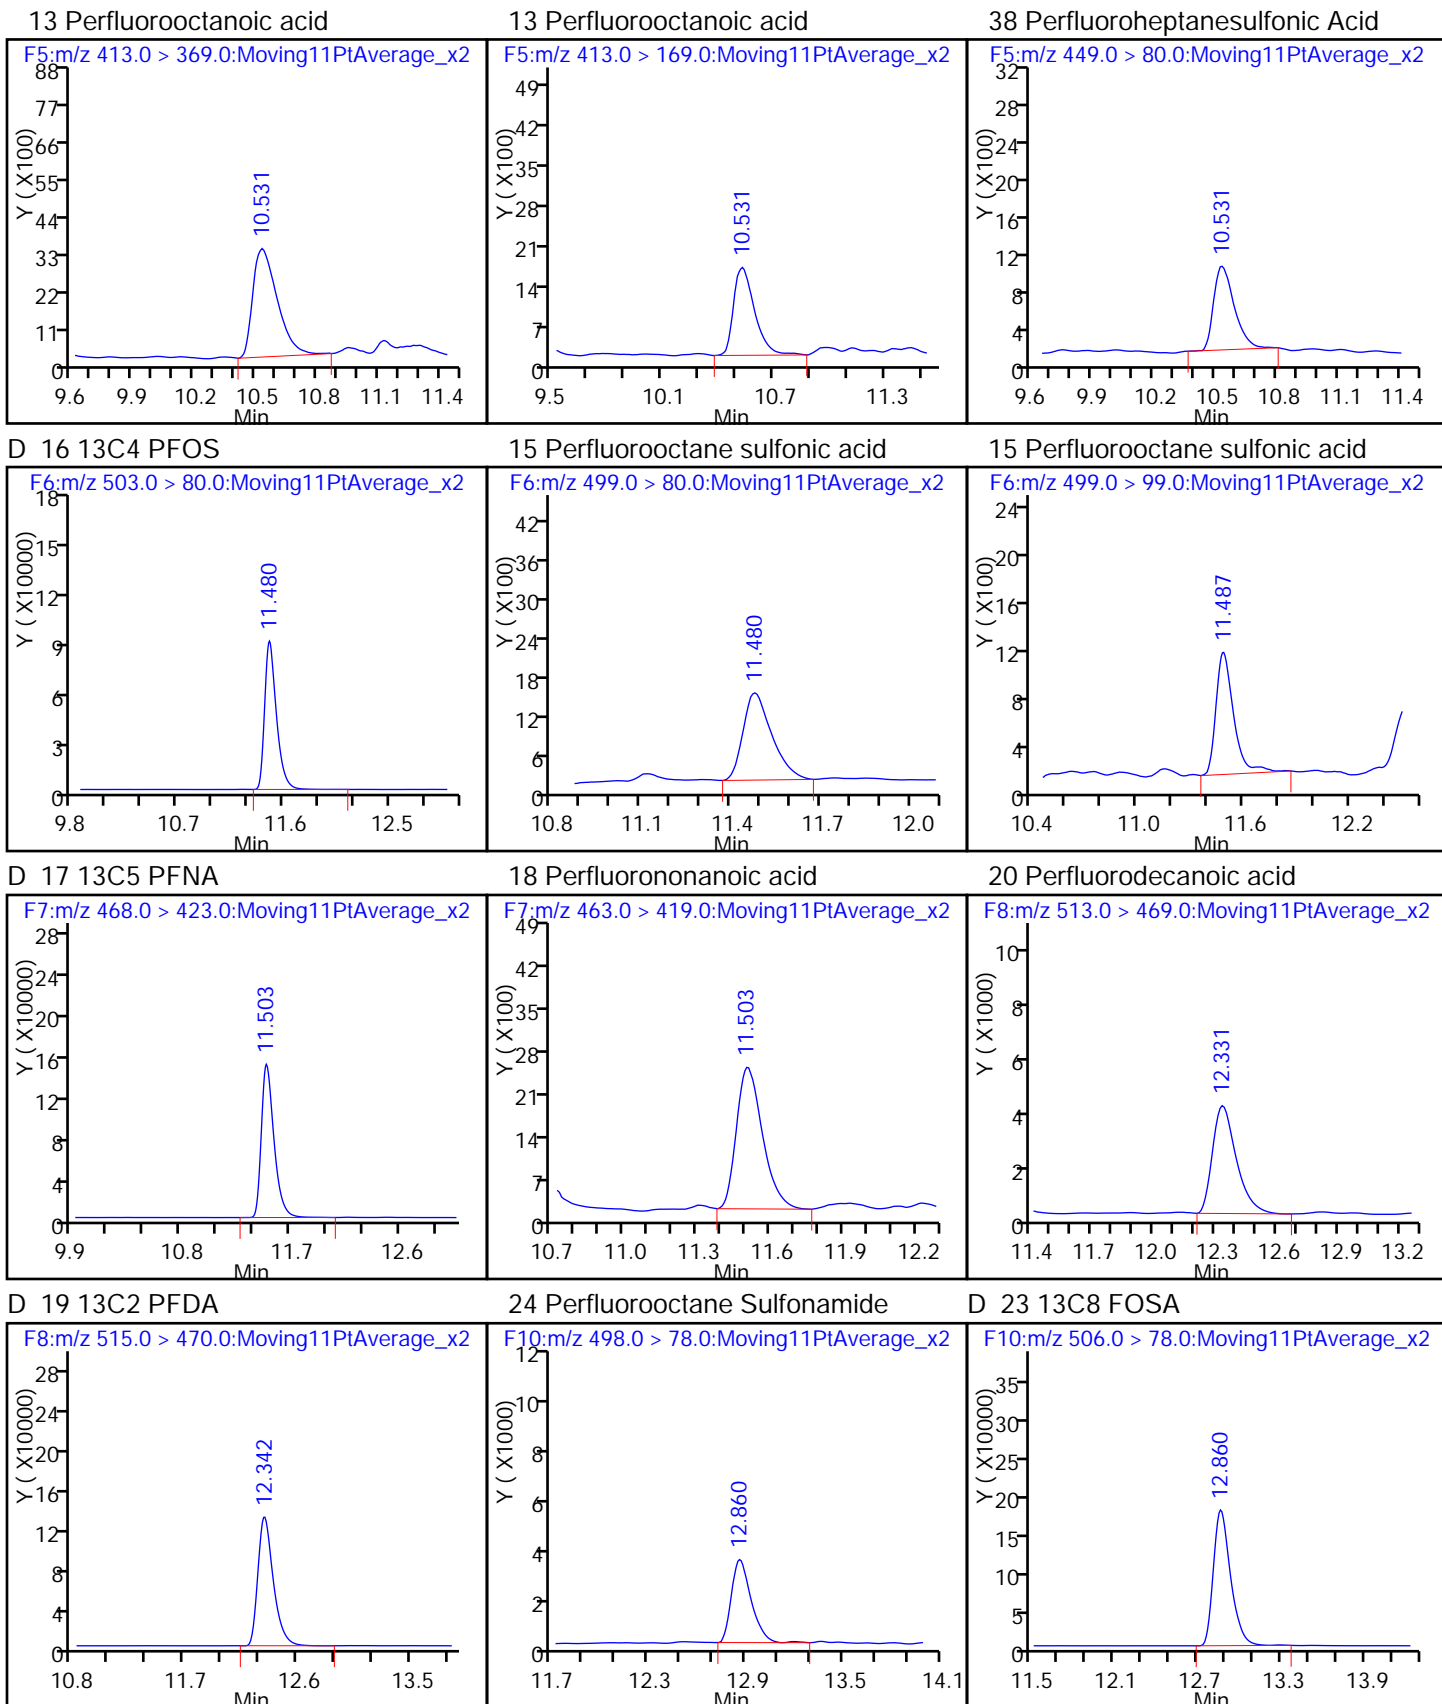 13 Perfluorooctanoic acid
F5:m/z 413.0 > 369.0:Moving11PtAverage_x2
Y ( X100)
88
77
66
55
44
33
22
11
0
10.531
9.6 9.9 10.2 10.5 10.8 11.1 11.4
Min
13 Perfluorooctanoic acid
F5:m/z 413.0 > 169.0:Moving11PtAverage_x2
Y ( X100)
49
42
35
28
21
14
7
0
10.531
9.5 10.1 10.7 11.3
Min
38 Perfluoroheptanesulfonic Acid
F5:m/z 449.0 > 80.0:Moving11PtAverage_x2
Y ( X100)
32
28
24
20
16
12
8
4
0
10.531
9.6 9.9 10.2 10.5 10.8 11.1 11.4
Min
D 16 13C4 PFOS
F6:m/z 503.0 > 80.0:Moving11PtAverage_x2
Y ( X10000)
18
15
12
9
6
3
0
11.480
9.8 10.7 11.6 12.5
Min
15 Perfluorooctane sulfonic acid
F6:m/z 499.0 > 80.0:Moving11PtAverage_x2
Y ( X100)
42
36
30
24
18
12
6
0
11.480
10.8 11.1 11.4 11.7 12.0
Min
15 Perfluorooctane sulfonic acid
F6:m/z 499.0 > 99.0:Moving11PtAverage_x2
Y ( X100)
24
20
16
12
8
4
0
11.487
10.4 11.0 11.6 12.2
Min
D 17 13C5 PFNA
F7:m/z 468.0 > 423.0:Moving11PtAverage_x2
Y ( X10000)
28
24
20
16
12
8
4
0
11.503
9.9 10.8 11.7 12.6
Min
18 Perfluorononanoic acid
F7:m/z 463.0 > 419.0:Moving11PtAverage_x2
Y ( X100)
49
42
35
28
21
14
7
0
11.503
10.7 11.0 11.3 11.6 11.9 12.2
Min
20 Perfluorodecanoic acid
F8:m/z 513.0 > 469.0:Moving11PtAverage_x2
Y ( X1000)
10
8
6
4
2
0
12.331
11.4 11.7 12.0 12.3 12.6 12.9 13.2
Min
D 19 13C2 PFDA
F8:m/z 515.0 > 470.0:Moving11PtAverage_x2
Y ( X10000)
28
24
20
16
12
8
4
0
12.342
10.8 11.7 12.6 13.5
Min
24 Perfluorooctane Sulfonamide
F10:m/z 498.0 > 78.0:Moving11PtAverage_x2
Y ( X1000)
12
10
8
6
4
2
0
12.860
11.7 12.3 12.9 13.5 14.1
Min
D 23 13C8 FOSA
F10:m/z 506.0 > 78.0:Moving11PtAverage_x2
Y ( X10000)
35
30
25
20
15
10
5
0
12.860
11.5 12.1 12.7 13.3 13.9
Min